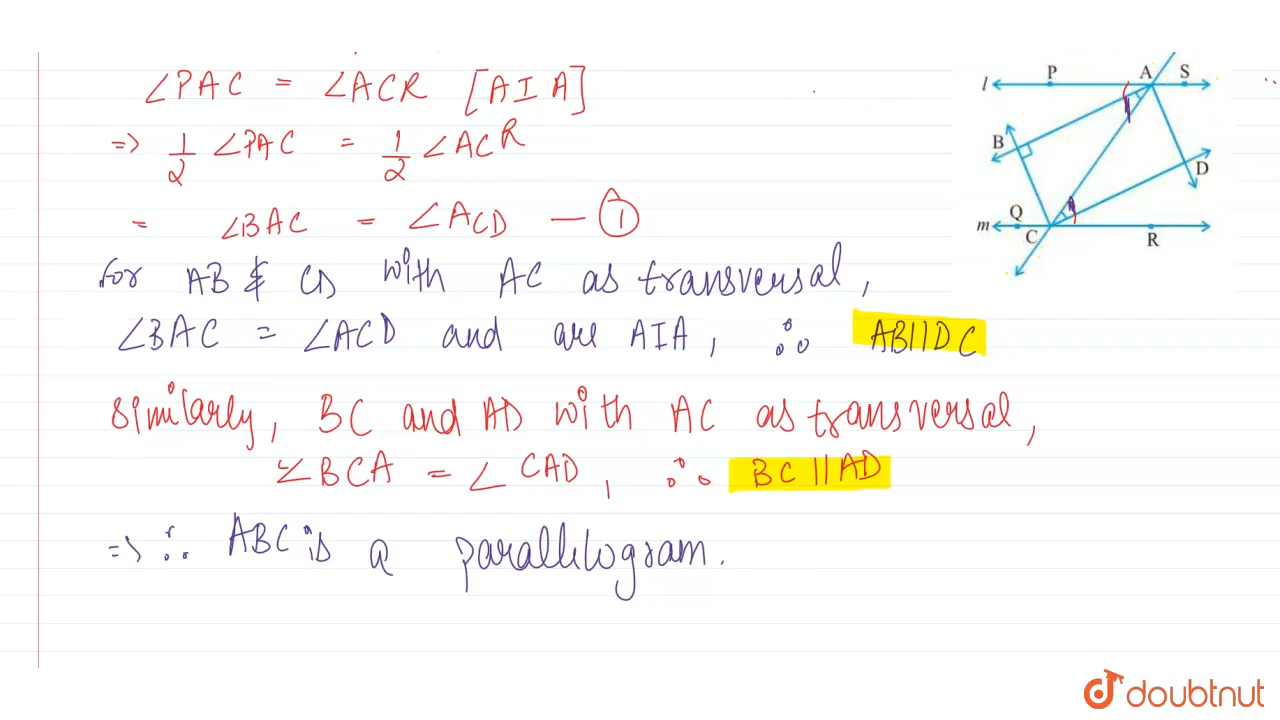 ∠PAC = ∠ACR [AIA]
=> 1/2 ∠PAC = 1/2 ∠ACR
= ∠BAC = ∠ACD — ①
for AB & CD with AC as transversal,
∠BAC = ∠ACD and are AIA, ∴ AB||DC
Similarly, BC and AD with AC as transversal,
∠BCA = ∠CAD, ∴ BC||AD
=> ∴ ABC is a parallelogram.
l P A S
B
D
m Q C R
doubtnut